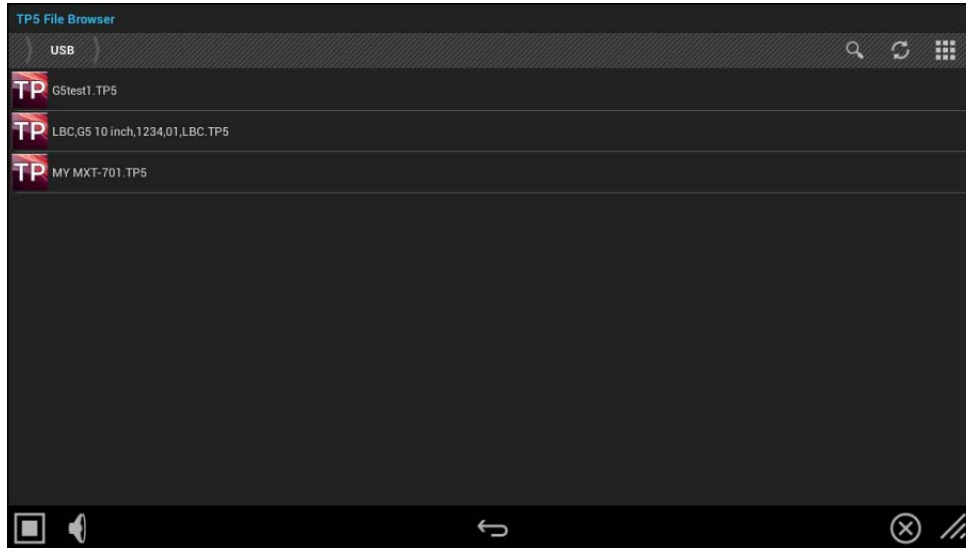 TP5 File Browser
USB
TP G5test1.TP5
TP LBC,G5 10 inch,1234,01,LBC.TP5
TP MY MXT-701.TP5